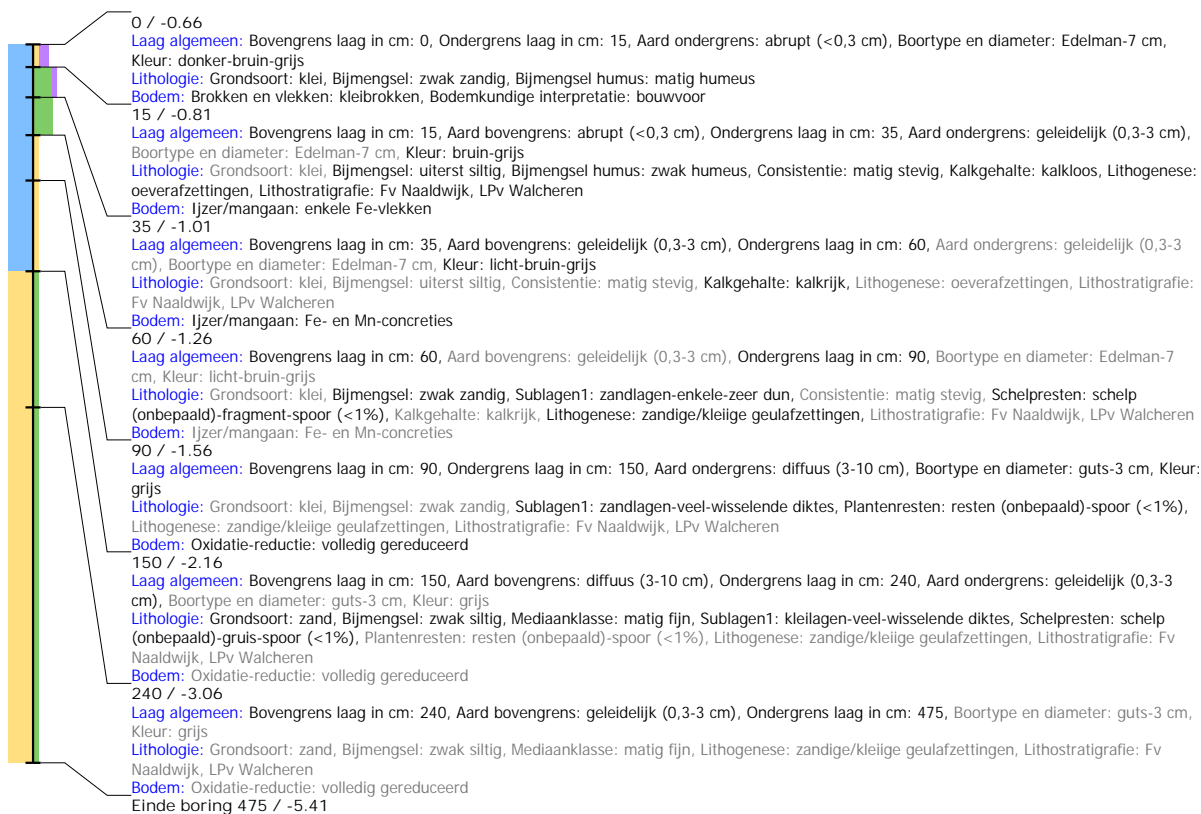 0 / -0.66
Laag algemeen: Bovengrens laag in cm: 0, Ondergrens laag in cm: 15, Aard ondergrens: abrupt (<0,3 cm), Boortype en diameter: Edelman-7 cm,
Kleur: donker-bruin-grijs
Lithologie: Grondsoort: klei, Bijmengsel: zwak zandig, Bijmengsel humus: matig humeus
Bodem: Brokken en vlekken: kleibrokken, Bodemkundige interpretatie: bouwvoor
15 / -0.81
Laag algemeen: Bovengrens laag in cm: 15, Aard bovengrens: abrupt (<0,3 cm), Ondergrens laag in cm: 35, Aard ondergrens: geleidelijk (0,3-3 cm),
Boortype en diameter: Edelman-7 cm, Kleur: bruin-grijs
Lithologie: Grondsoort: klei, Bijmengsel: uiterst siltig, Bijmengsel humus: zwak humeus, Consistentie: matig stevig, Kalkgehalte: kalkloos, Lithogenese:
oeverafzettingen, Lithostratigrafie: Fv Naaldwijk, LPv Walcheren
Bodem: Ijzer/mangaan: enkele Fe-vlekken
35 / -1.01
Laag algemeen: Bovengrens laag in cm: 35, Aard bovengrens: geleidelijk (0,3-3 cm), Ondergrens laag in cm: 60, Aard ondergrens: geleidelijk (0,3-3
cm), Boortype en diameter: Edelman-7 cm, Kleur: licht-bruin-grijs
Lithologie: Grondsoort: klei, Bijmengsel: uiterst siltig, Consistentie: matig stevig, Kalkgehalte: kalkrijk, Lithogenese: oeverafzettingen, Lithostratigrafie:
Fv Naaldwijk, LPv Walcheren
Bodem: Ijzer/mangaan: Fe- en Mn-concreties
60 / -1.26
Laag algemeen: Bovengrens laag in cm: 60, Aard bovengrens: geleidelijk (0,3-3 cm), Ondergrens laag in cm: 90, Boortype en diameter: Edelman-7
cm, Kleur: licht-bruin-grijs
Lithologie: Grondsoort: klei, Bijmengsel: zwak zandig, Sublagen1: zandlagen-enkele-zeer dun, Consistentie: matig stevig, Schelpresten: schelp
(onbepaald)-fragment-spoor (<1%), Kalkgehalte: kalkrijk, Lithogenese: zandige/kleiige geulafzettingen, Lithostratigrafie: Fv Naaldwijk, LPv Walcheren
Bodem: Ijzer/mangaan: Fe- en Mn-concreties
90 / -1.56
Laag algemeen: Bovengrens laag in cm: 90, Ondergrens laag in cm: 150, Aard ondergrens: diffuus (3-10 cm), Boortype en diameter: guts-3 cm, Kleur:
grijs
Lithologie: Grondsoort: klei, Bijmengsel: zwak zandig, Sublagen1: zandlagen-veel-wisselende diktes, Plantenresten: resten (onbepaald)-spoor (<1%),
Lithogenese: zandige/kleiige geulafzettingen, Lithostratigrafie: Fv Naaldwijk, LPv Walcheren
Bodem: Oxidatie-reductie: volledig gereduceerd
150 / -2.16
Laag algemeen: Bovengrens laag in cm: 150, Aard bovengrens: diffuus (3-10 cm), Ondergrens laag in cm: 240, Aard ondergrens: geleidelijk (0,3-3
cm), Boortype en diameter: guts-3 cm, Kleur: grijs
Lithologie: Grondsoort: zand, Bijmengsel: zwak siltig, Mediaanklasse: matig fijn, Sublagen1: kleilagen-veel-wisselende diktes, Schelpresten: schelp
(onbepaald)-gruis-spoor (<1%), Plantenresten: resten (onbepaald)-spoor (<1%), Lithogenese: zandige/kleiige geulafzettingen, Lithostratigrafie: Fv
Naaldwijk, LPv Walcheren
Bodem: Oxidatie-reductie: volledig gereduceerd
240 / -3.06
Laag algemeen: Bovengrens laag in cm: 240, Aard bovengrens: geleidelijk (0,3-3 cm), Ondergrens laag in cm: 475, Boortype en diameter: guts-3 cm,
Kleur: grijs
Lithologie: Grondsoort: zand, Bijmengsel: zwak siltig, Mediaanklasse: matig fijn, Lithogenese: zandige/kleiige geulafzettingen, Lithostratigrafie: Fv
Naaldwijk, LPv Walcheren
Bodem: Oxidatie-reductie: volledig gereduceerd
Einde boring 475 / -5.41